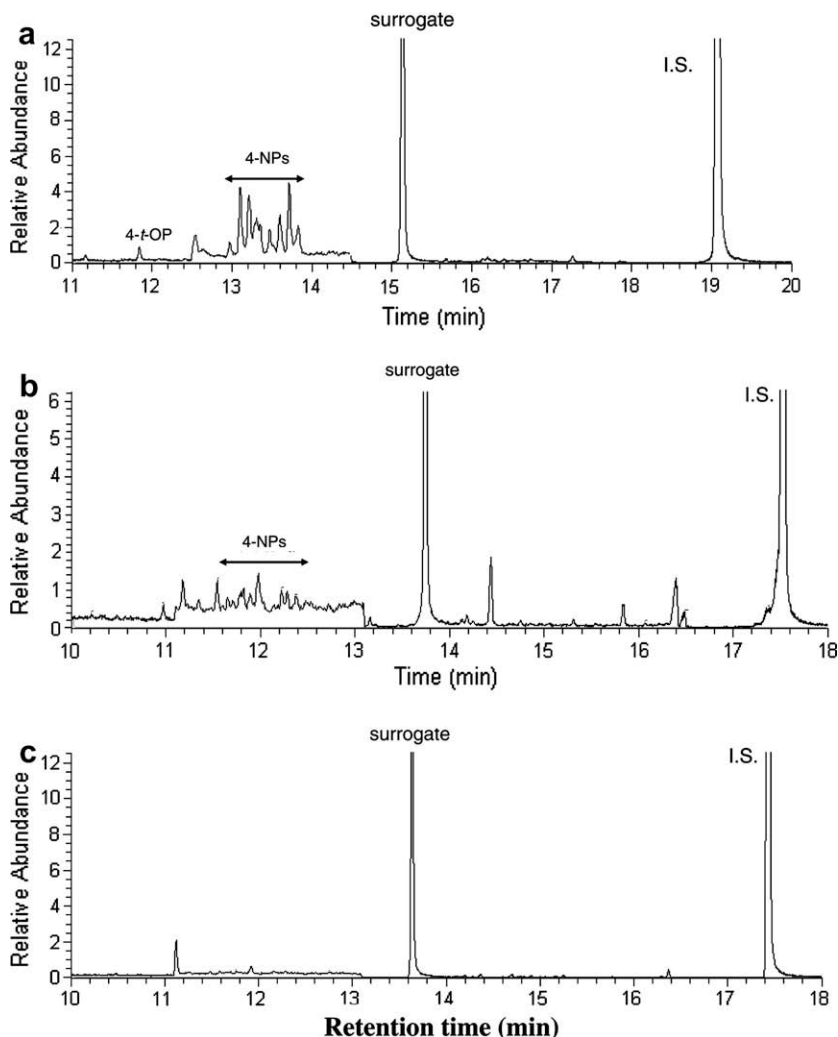 a
surrogate
I.S.
4-NPs
4-t-OP
Relative Abundance
12
10
8
6
4
2
0
11 12 13 14 15 16 17 18 19 20
Time (min)
b
surrogate
I.S.
4-NPs
Relative Abundance
6
5
4
3
2
1
0
10 11 12 13 14 15 16 17 18
Time (min)
c
surrogate
I.S.
Relative Abundance
12
10
8
6
4
2
0
10 11 12 13 14 15 16 17 18
Retention time (min)